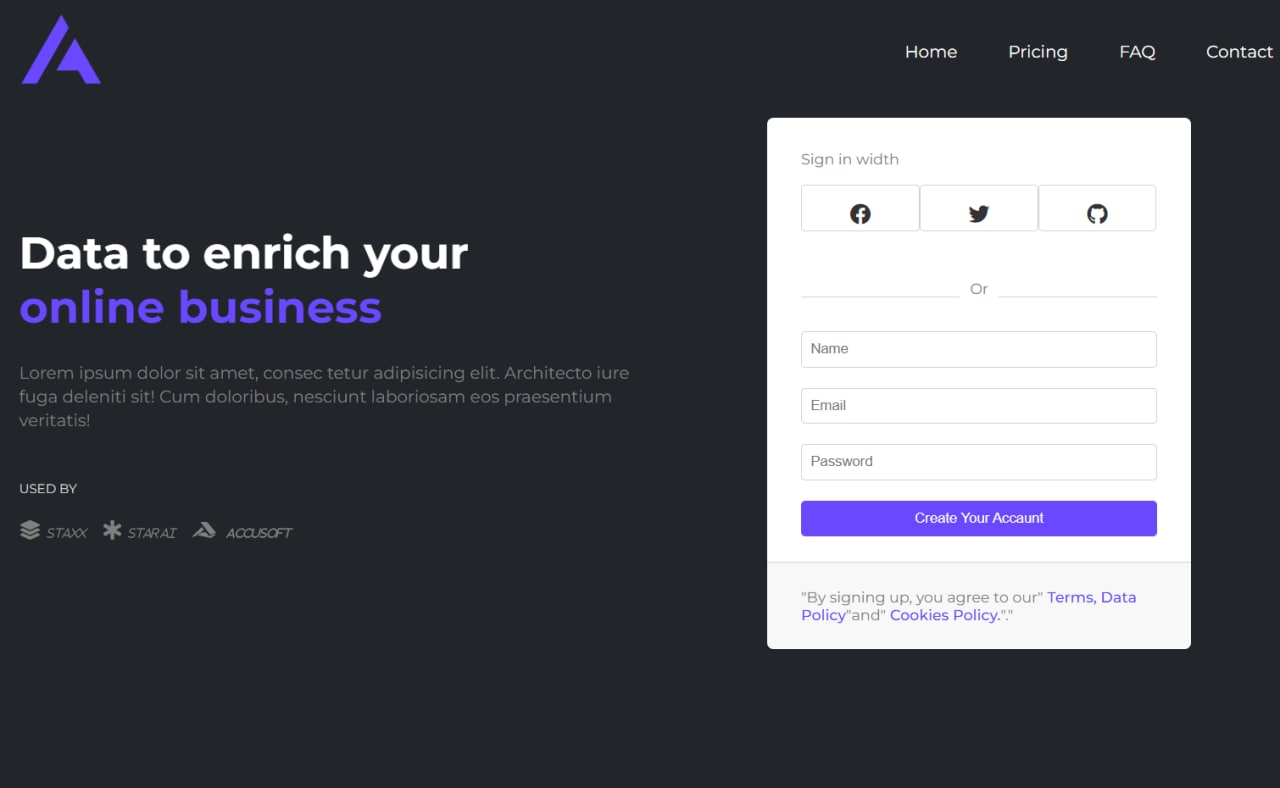 Home Pricing FAQ Contact
Data to enrich your
online business
Lorem ipsum dolor sit amet, consec tetur adipisicing elit. Architecto iure
fuga deleniti sit! Cum doloribus, nesciunt laboriosam eos praesentium
veritatis!
USED BY
STAXX STAR AI ACCUSOFT
Sign in width
Or
Name
Email
Password
Create Your Accaunt
"By signing up, you agree to our" Terms, Data
Policy"and" Cookies Policy."."